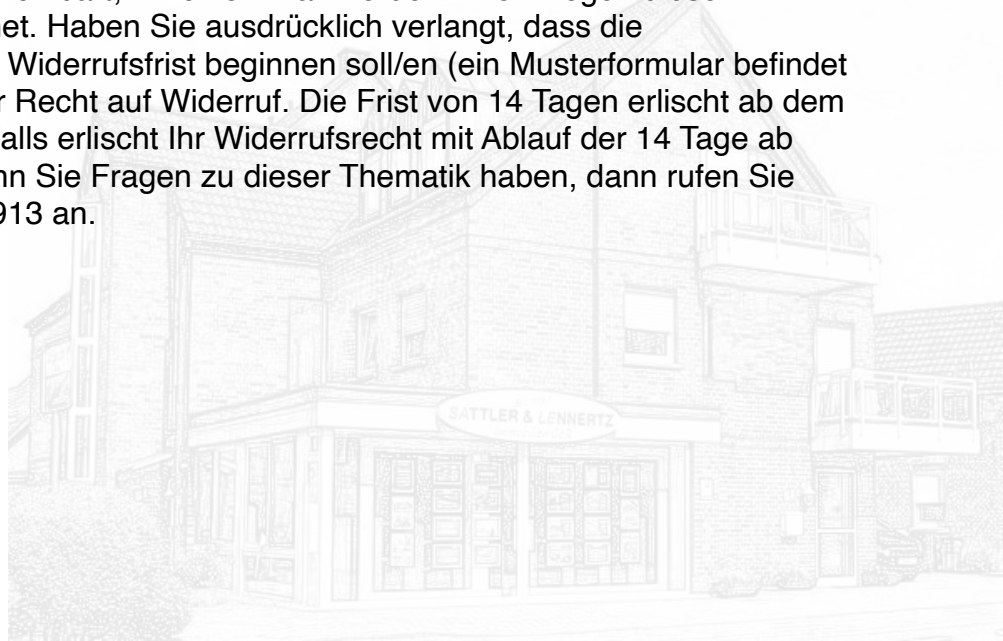 net. Haben Sie ausdrücklich verlangt, dass die
Widerrufsfrist beginnen soll/en (ein Musterformular befindet
r Recht auf Widerruf. Die Frist von 14 Tagen erlischt ab dem
alls erlischt Ihr Widerrufsrecht mit Ablauf der 14 Tage ab
nn Sie Fragen zu dieser Thematik haben, dann rufen Sie
913 an.
SATTLER & LENNERTZ